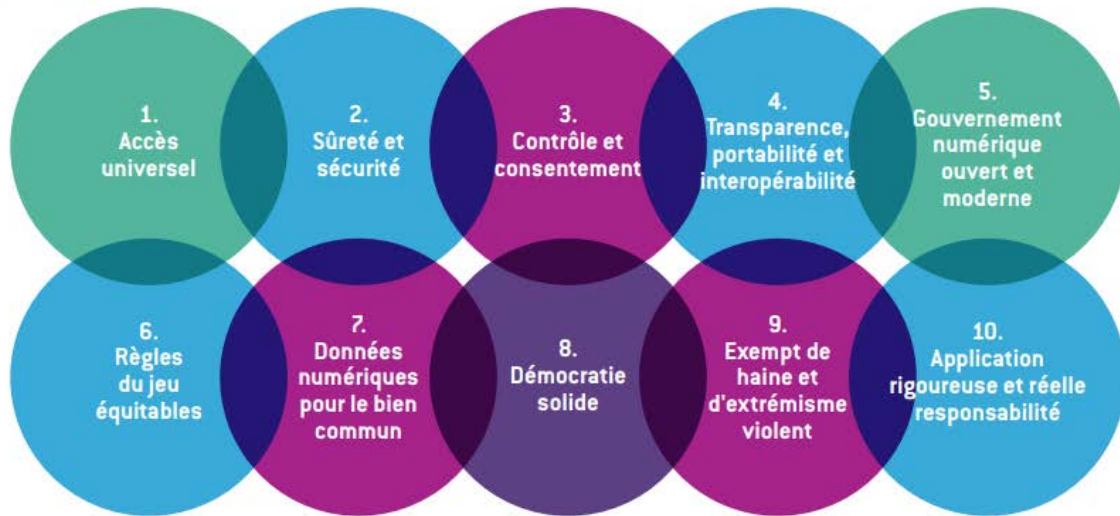 1.
Accès
universel
2.
Sûreté et
sécurité
3.
Contrôle et
consentement
4.
Transparence,
portabilité et
interopérabilité
5.
Gouvernement
numérique
ouvert et
moderne
6.
Règles
du jeu
équitables
7.
Données
numériques
pour le bien
commun
8.
Démocratie
solide
9.
Exempt de
haine et
d'extrémisme
violent
10.
Application
rigoureuse et réelle
responsabilité